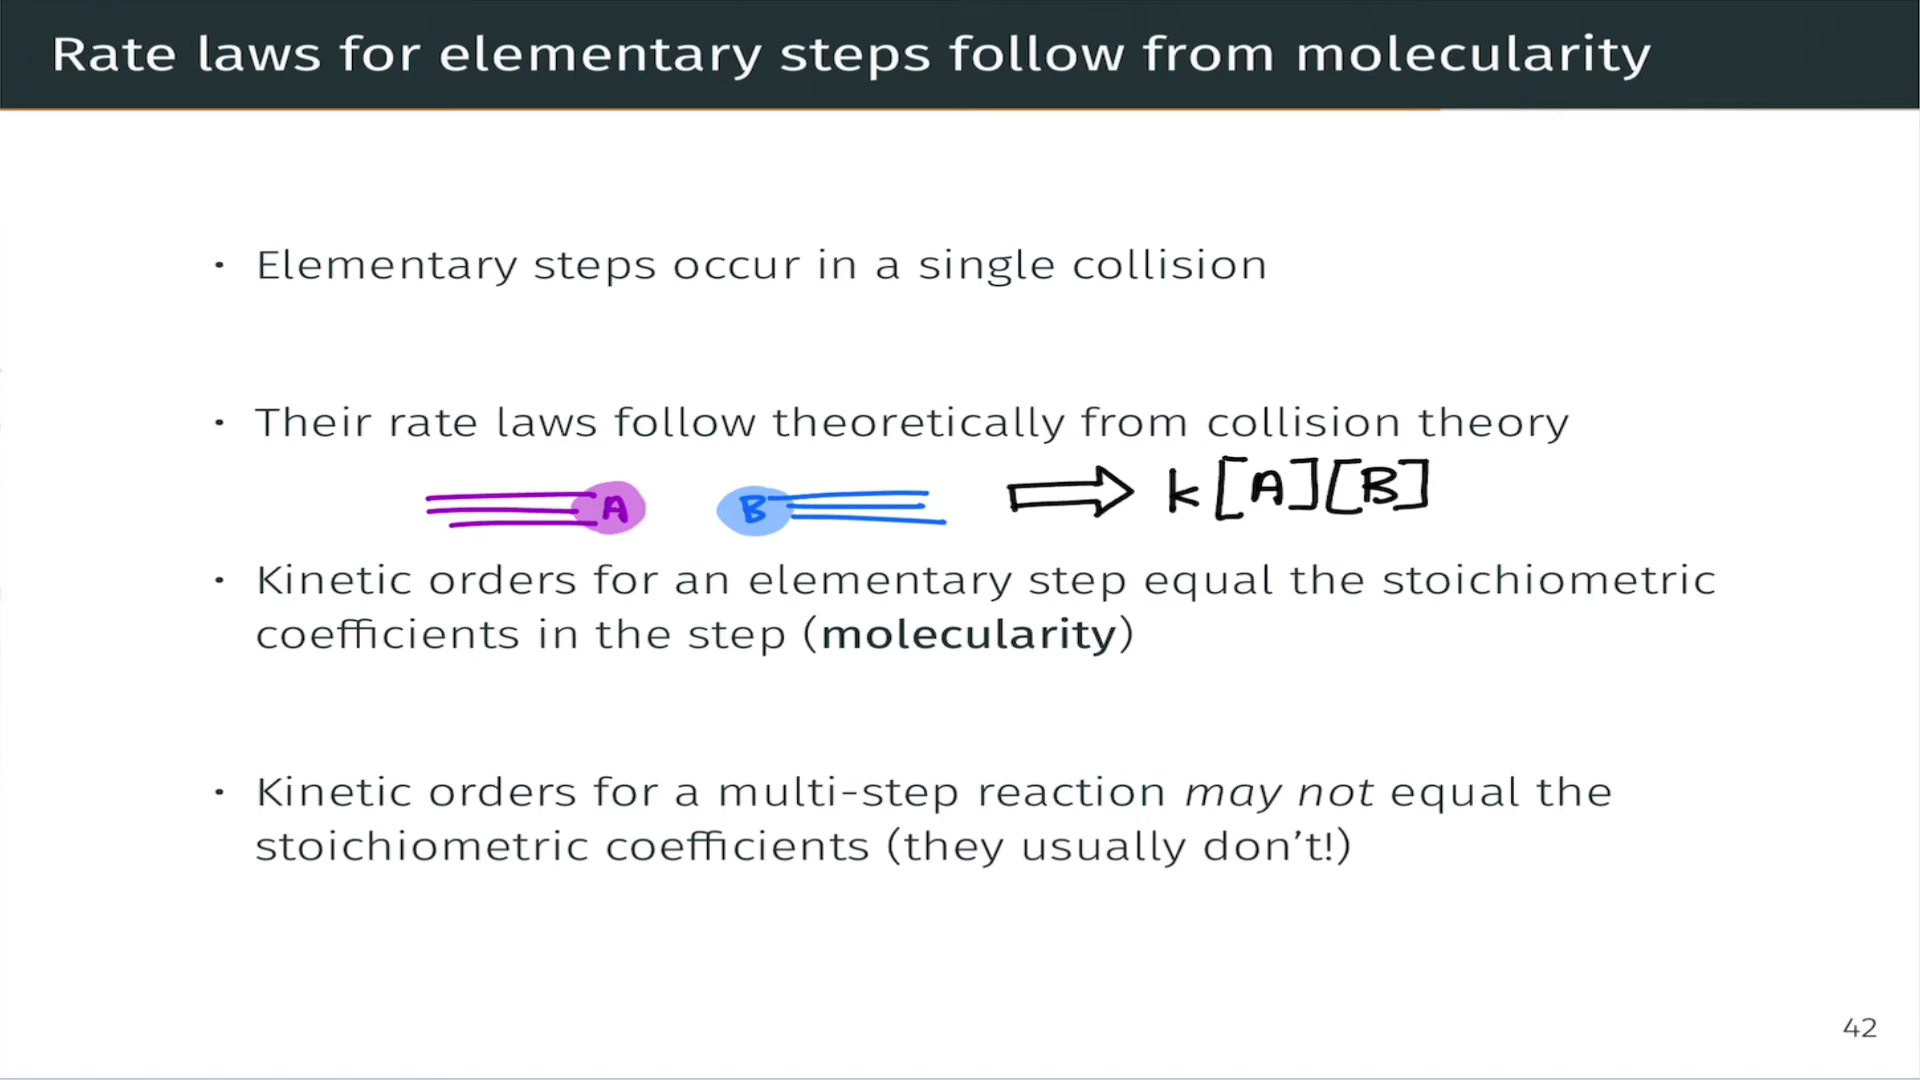 Rate laws for elementary steps follow from molecularity
· Elementary steps occur in a single collision
· Their rate laws follow theoretically from collision theory
A B k[A][B]
· Kinetic orders for an elementary step equal the stoichiometric
coefficients in the step (molecularity)
· Kinetic orders for a multi-step reaction may not equal the
stoichiometric coefficients (they usually don’t!)
42